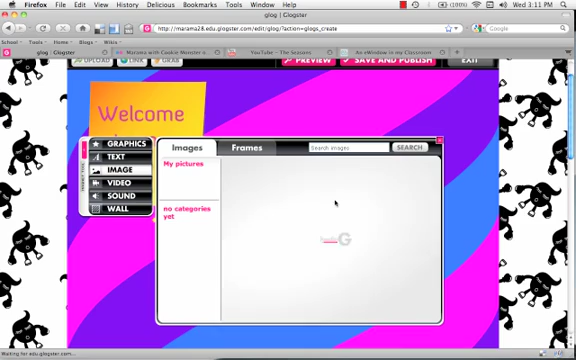 Firefox File Edit View History Bookmarks Delicious Tools Window Help (100%) Wed 3:11 PM
glog | Glogster
http://marama28.edu.glogster.com/edit/glog/?action=glogs_create
School Tools Home Blogs Wikis
glog | Glogster Marama with Cookie Monster o YouTube - The Seasons An eWindow in my Classroom
UPLOAD LINK GRAB PREVIEW SAVE AND PUBLISH EXIT
Welcome
GRAPHICS
TEXT
IMAGE
VIDEO
SOUND
WALL
Images Frames Search images SEARCH
My pictures
no categories
yet
G
Waiting for edu.glogster.com...